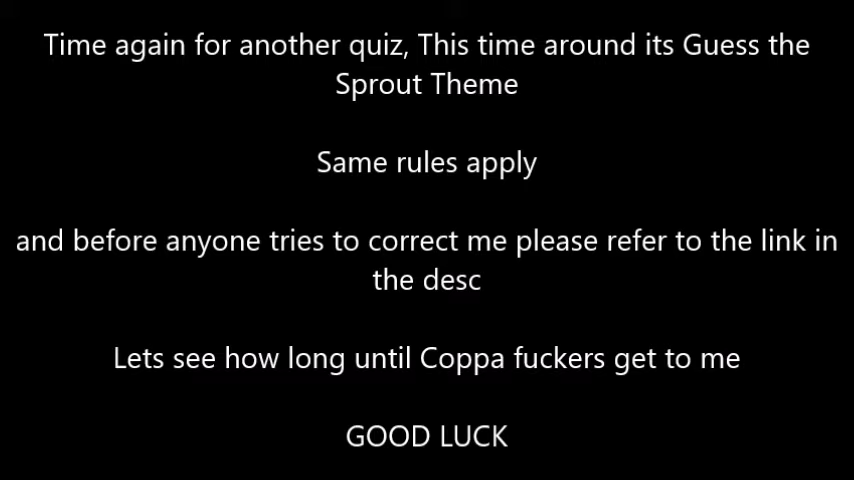 Time again for another quiz, This time around its Guess the
Sprout Theme
Same rules apply
and before anyone tries to correct me please refer to the link in
the desc
Lets see how long until Coppa fuckers get to me
GOOD LUCK